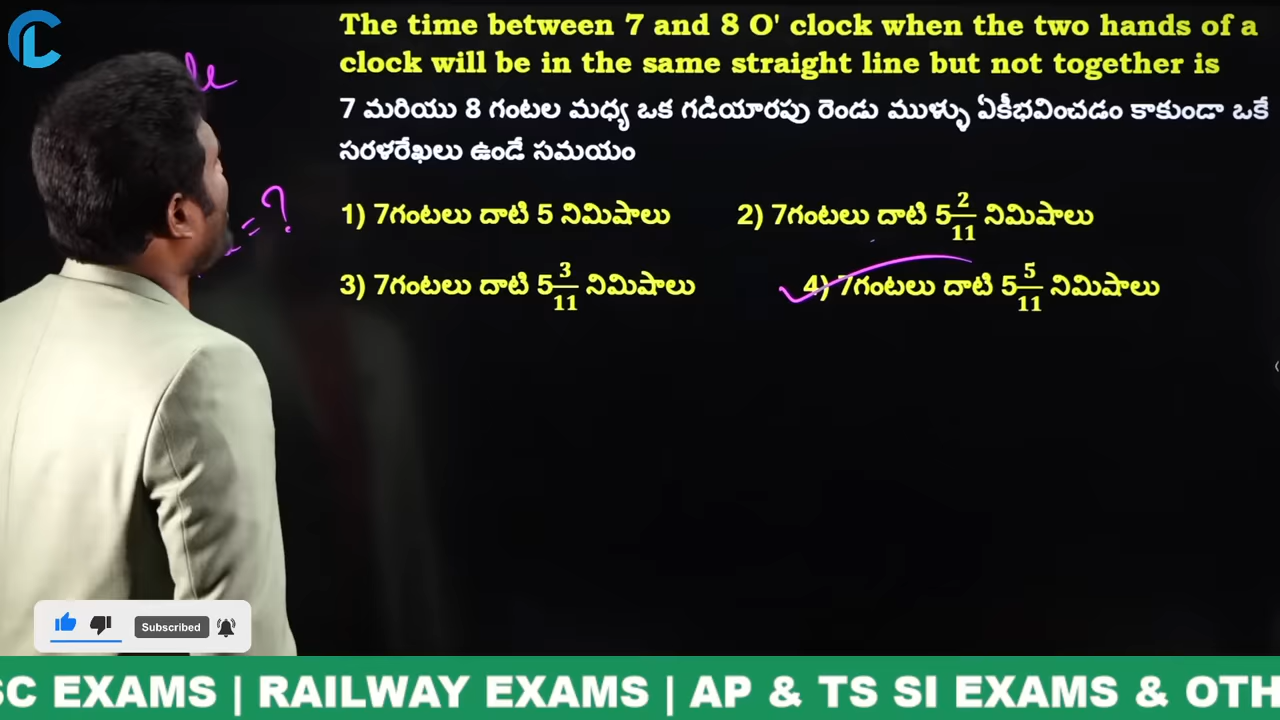 The time between 7 and 8 O' clock when the two hands of a
clock will be in the same straight line but not together is
7 మరియు 8 గంటల మధ్య ఒక గడియారపు రెండు ముళ్ళు ఏకీభవించడం కాకుండా ఒకే
సరళరేఖలు ఉండే సమయం
1) 7గంటలు దాటి 5 నిమిషాలు 2) 7గంటలు దాటి 5 2/11 నిమిషాలు
3) 7గంటలు దాటి 5 3/11 నిమిషాలు 4) 7గంటలు దాటి 5 5/11 నిమిషాలు
= ?
Subscribed
SC EXAMS | RAILWAY EXAMS | AP & TS SI EXAMS & OTH